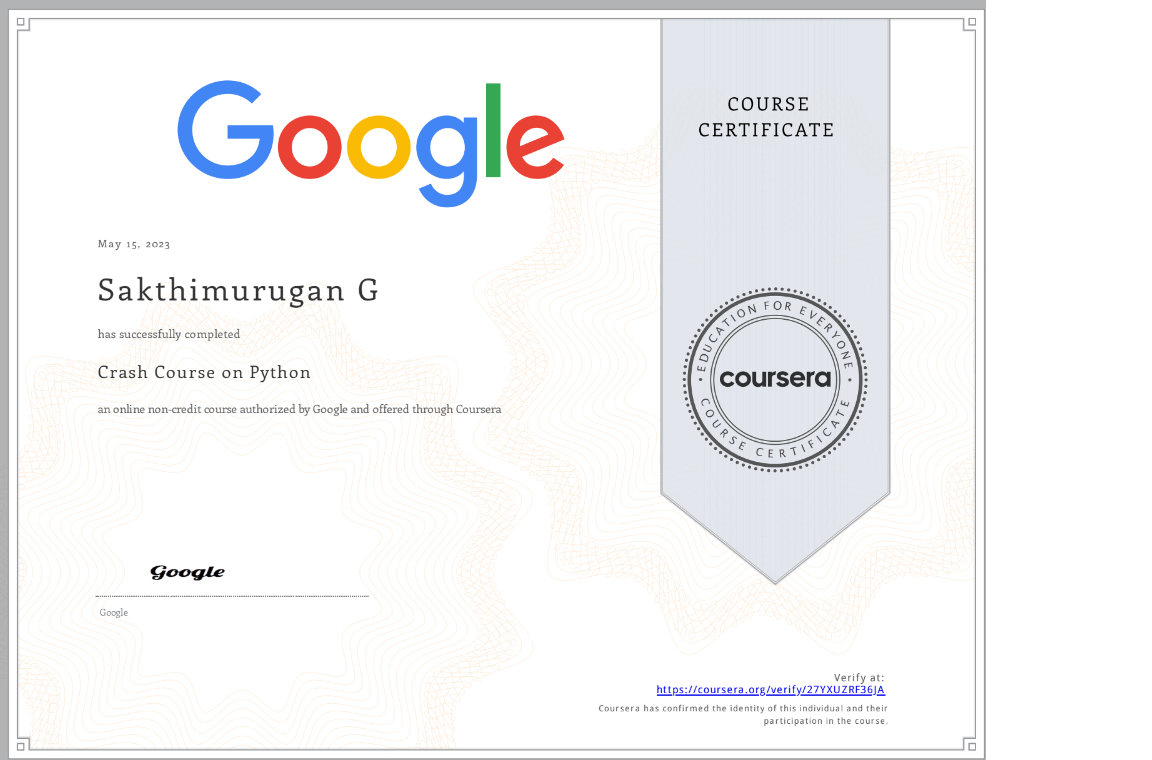 Google
COURSE
CERTIFICATE
May 15, 2023
Sakthimurugan G
has successfully completed
Crash Course on Python
an online non-credit course authorized by Google and offered through Coursera
EDUCATION FOR EVERYONE
coursera
COURSE CERTIFICATE
Google
Google
Verify at:
https://coursera.org/verify/27YXUZRF36JA
Coursera has confirmed the identity of this individual and their
participation in the course.